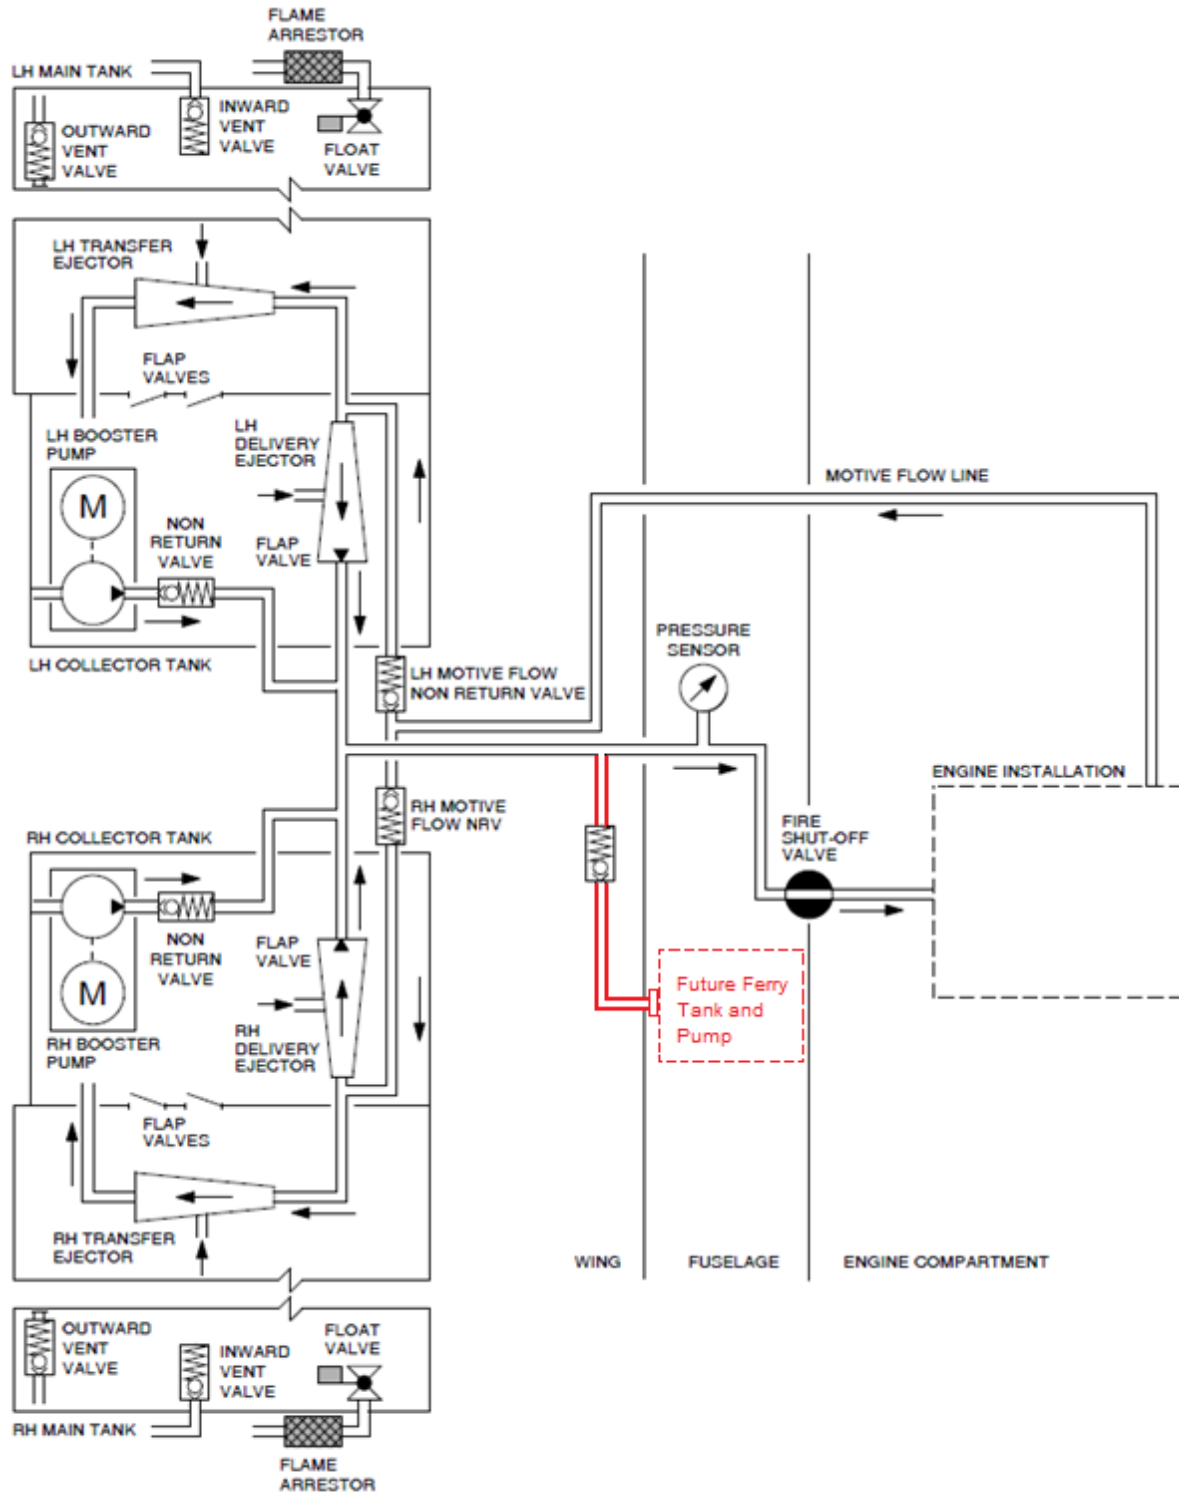 FLAME
ARRESTOR
LH MAIN TANK
OUTWARD
VENT
VALVE
INWARD
VENT
VALVE
FLOAT
VALVE
LH TRANSFER
EJECTOR
FLAP
VALVES
LH BOOSTER
PUMP
M
NON
RETURN
VALVE
LH
DELIVERY
EJECTOR
FLAP
VALVE
LH COLLECTOR TANK
LH MOTIVE FLOW
NON RETURN VALVE
MOTIVE FLOW LINE
PRESSURE
SENSOR
ENGINE INSTALLATION
FIRE
SHUT-OFF
VALVE
RH MOTIVE
FLOW NRV
RH COLLECTOR TANK
NON
RETURN
VALVE
M
RH BOOSTER
PUMP
FLAP
VALVE
RH
DELIVERY
EJECTOR
Future Ferry
Tank and
Pump
FLAP
VALVES
RH TRANSFER
EJECTOR
WING
FUSELAGE
ENGINE COMPARTMENT
OUTWARD
VENT
VALVE
INWARD
VENT
VALVE
FLOAT
VALVE
RH MAIN TANK
FLAME
ARRESTOR